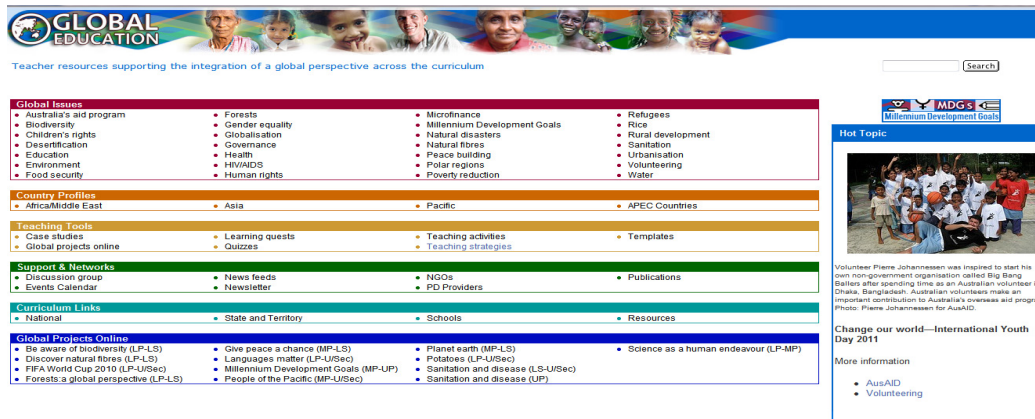 GLOBAL
EDUCATION
Teacher resources supporting the integration of a global perspective across the curriculum
Search
Global Issues
Australia's aid program
Biodiversity
Children's rights
Desertification
Education
Environment
Food security
Forests
Gender equality
Globalisation
Governance
Health
HIV/AIDS
Human rights
Microfinance
Millennium Development Goals
Natural disasters
Natural fibres
Peace building
Polar regions
Poverty reduction
Refugees
Rice
Rural development
Sanitation
Urbanisation
Volunteering
Water
Country Profiles
Africa/Middle East
Asia
Pacific
APEC Countries
Teaching Tools
Case studies
Global projects online
Learning quests
Quizzes
Teaching activities
Teaching strategies
Templates
Support & Networks
Discussion group
Events Calendar
News feeds
Newsletter
NGOs
PD Providers
Publications
Curriculum Links
National
State and Territory
Schools
Resources
Global Projects Online
Be aware of biodiversity (LP-LS)
Discover natural fibres (LP-LS)
FIFA World Cup 2010 (LP-U/Sec)
Forests:a global perspective (LP-LS)
Give peace a chance (MP-LS)
Languages matter (LP-U/Sec)
Millennium Development Goals (MP-UP)
People of the Pacific (MP-U/Sec)
Planet earth (MP-LS)
Potatoes (LP-U/Sec)
Sanitation and disease (LS-U/Sec)
Sanitation and disease (UP)
Science as a human endeavour (LP-MP)
MDGs
Millennium Development Goals
Hot Topic
Volunteer Pierre Johannessen was inspired to start his
own non-government organisation called Big Bang
Ballers after spending time as an Australian volunteer
Dhaka, Bangladesh. Australian volunteers make an
important contribution to Australia's overseas aid
Photo: Pierre Johannessen for AusAID.
Change our world—International Youth
Day 2011
More information
AusAID
Volunteering